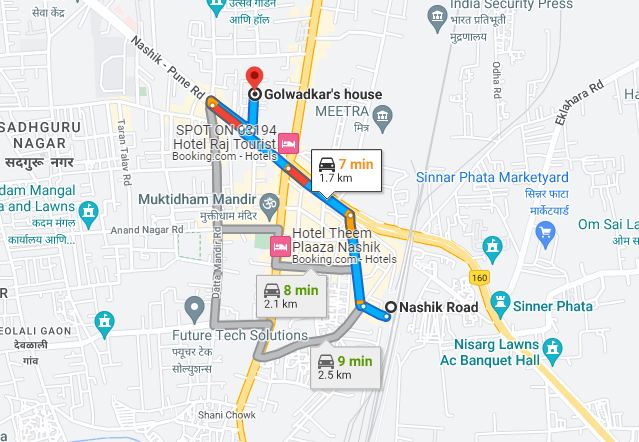 उत्सव गार्डन
आणि हॉल
सेवा केंद्र
India Security Press
भारत प्रतिभूती
मुद्रणालय
Nashik - Pune Rd
Odha Rd
Eklahara Rd
Golwadkar's house
MEETRA
मित्र
SADHGURU
NAGAR
सदगुरू नगर
Taran Talav Rd
SPOT ON 93194
Hotel Raj Tourist
Booking.com - Hotels
7 min
1.7 km
Sinnar Phata Marketyard
सिन्नर फाटा
मार्केटयार्ड
dam Mangal
a and Lawns
कदम मंगल
कार्यालय आणि...
Muktidham Mandir
मुक्तीधाम मंदिर
Anand Nagar Rd
Datta Mandir Rd
Hotel Theem
Plaaza Nashik
Booking.com - Hotels
Om Sai La
ओम स
160
8 min
2.1 km
Nashik Road
Sinner Phata
EOLALI GAON
देवळाली
गांव
Future Tech Solutions
फ्यूचर टेक
सोल्युशन्स
9 min
2.5 km
Nisarg Lawns
Ac Banquet Hall
Shani Chowk